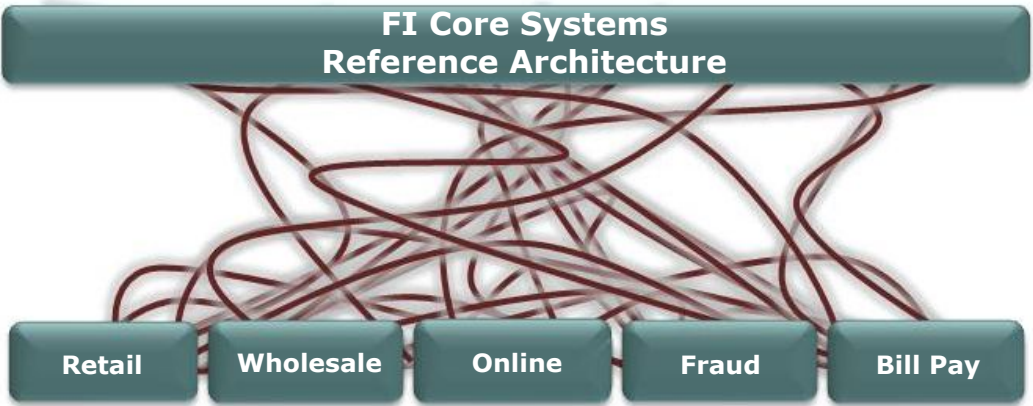 FI Core Systems
Reference Architecture
Retail
Wholesale
Online
Fraud
Bill Pay